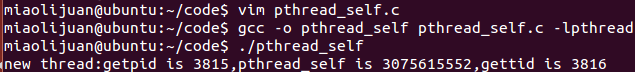 miaolijuan@ubuntu:~/code$ vim pthread_self.c
miaolijuan@ubuntu:~/code$ gcc -o pthread_self pthread_self.c -lpthread
miaolijuan@ubuntu:~/code$ ./pthread_self
new thread:getpid is 3815,pthread_self is 3075615552,gettid is 3816